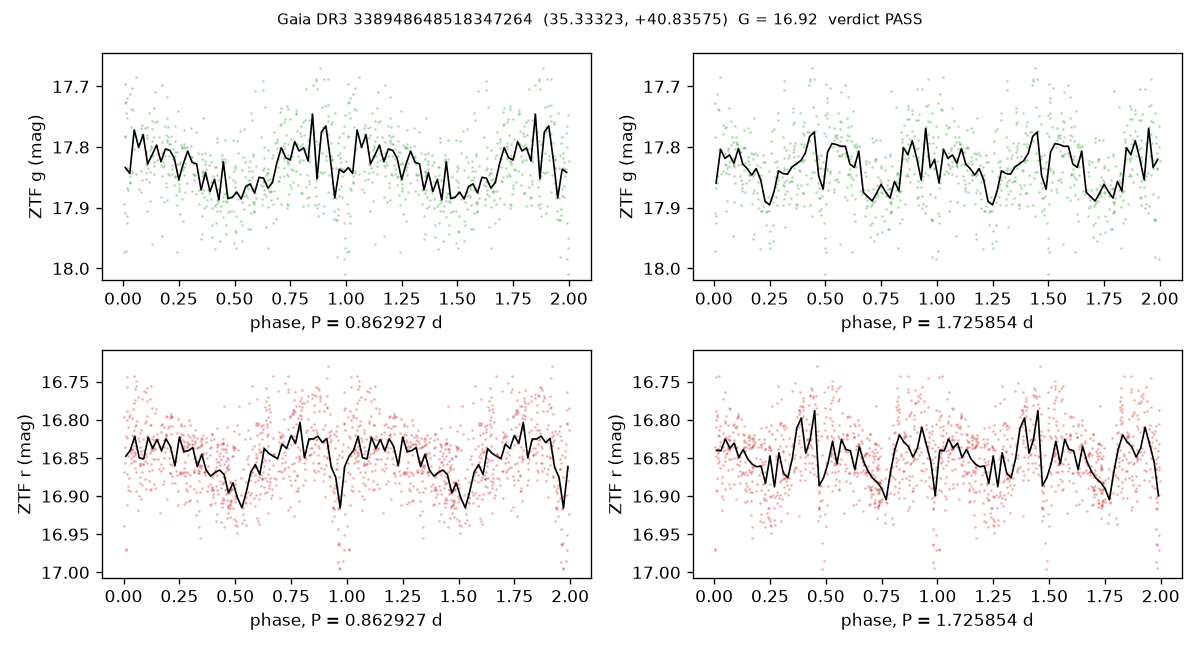 Gaia DR3 338948648518347264 (35.33323, +40.83575) G = 16.92 verdict PASS
ZTF g (mag)
17.7
17.8
17.9
18.0
0.00 0.25 0.50 0.75 1.00 1.25 1.50 1.75 2.00
phase, P = 0.862927 d
ZTF g (mag)
17.7
17.8
17.9
18.0
0.00 0.25 0.50 0.75 1.00 1.25 1.50 1.75 2.00
phase, P = 1.725854 d
ZTF r (mag)
16.75
16.80
16.85
16.90
16.95
17.00
0.00 0.25 0.50 0.75 1.00 1.25 1.50 1.75 2.00
phase, P = 0.862927 d
ZTF r (mag)
16.75
16.80
16.85
16.90
16.95
17.00
0.00 0.25 0.50 0.75 1.00 1.25 1.50 1.75 2.00
phase, P = 1.725854 d